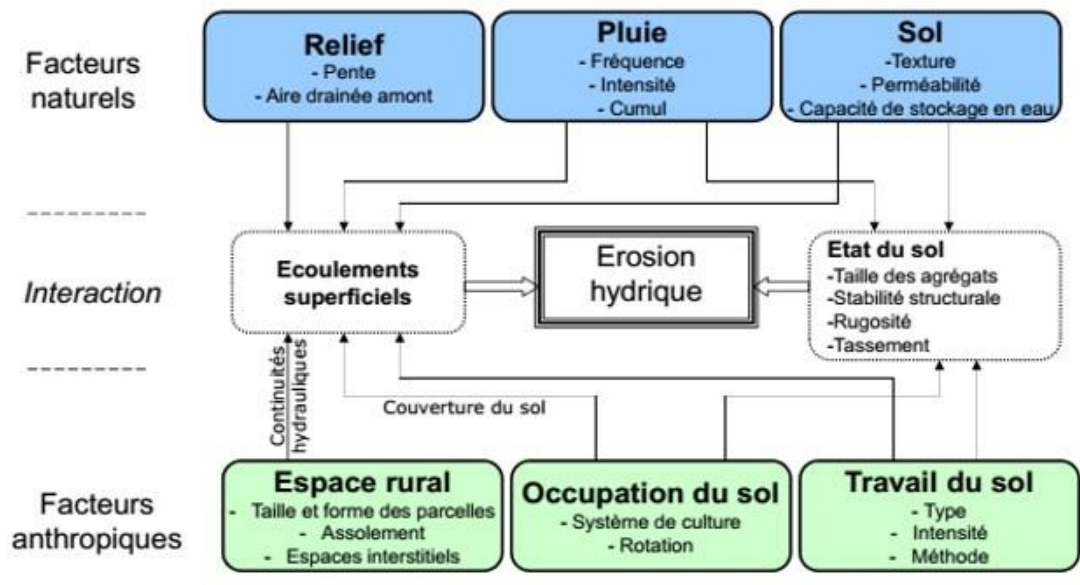 Facteurs
naturels
Relief
- Pente
- Aire drainée amont
Pluie
- Fréquence
- Intensité
- Cumul
Sol
-Texture
- Perméabilité
- Capacité de stockage en eau
Interaction
Ecoulements
superficiels
Erosion
hydrique
Etat du sol
-Taille des agrégats
-Stabilité structurale
-Rugosité
-Tassement
Continuités
hydrauliques
Couverture du sol
Facteurs
anthropiques
Espace rural
- Taille et forme des parcelles
- Assolement
- Espaces interstitiels
Occupation du sol
- Système de culture
- Rotation
Travail du sol
- Type
- Intensité
- Méthode